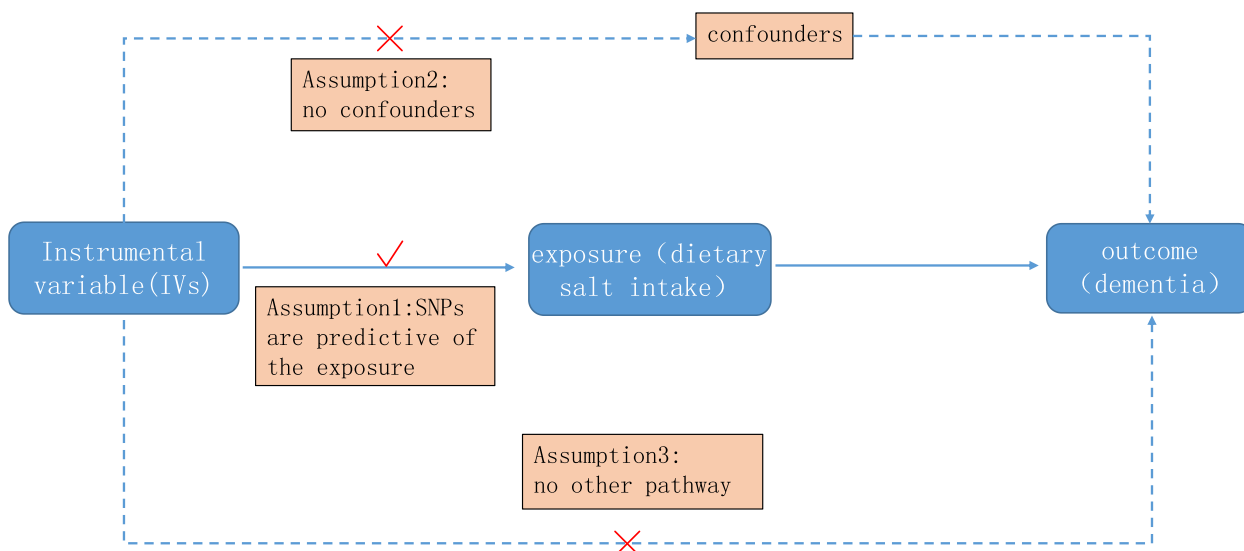 confounders
Assumption2:
no confounders
Instrumental
variable(IVs)
exposure（dietary
salt intake）
outcome
（dementia）
Assumption1:SNPs
are predictive of
the exposure
Assumption3:
no other pathway